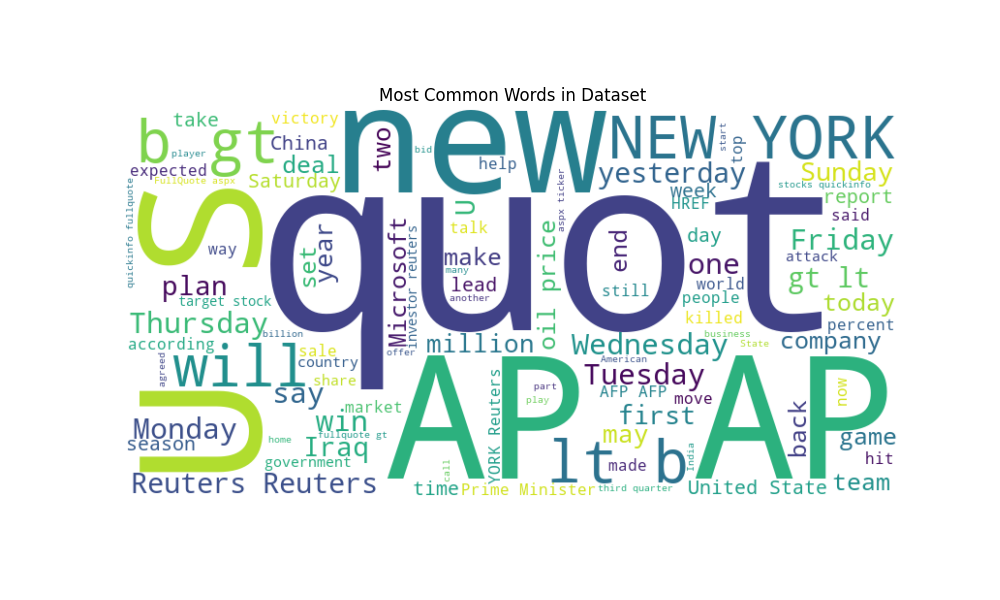 Most Common Words in Dataset
take
victory
b
gt
new
NEW YORK
China
two
player
bid
help
start
top
expected
deal
yesterday
Sunday
FullQuote aspx
Saturday
week
stocks quickinfo
quickinfo fullquote
S U
quot
U
HREF
aspx ticker
report
said
way
set
year
Microsoft
investor reuters
talk
make
many
lead
another
oil price
end
still
day
one
world
people
Friday
attack
gt lt
plan
target stock
today
Thursday
billion
killed
business
State
percent
according
will
sale
country
share
offer
million
Wednesday
company
agreed
say
American
Tuesday
AFP AFP
move
AP AP
YORK Reuters
part
play
now
Monday
market
win
first
may
back
game
season
home
fullquote gt
Iraq
government
call
lt b
made
India
hit
Reuters Reuters
time
Prime Minister
third quarter
United State
team